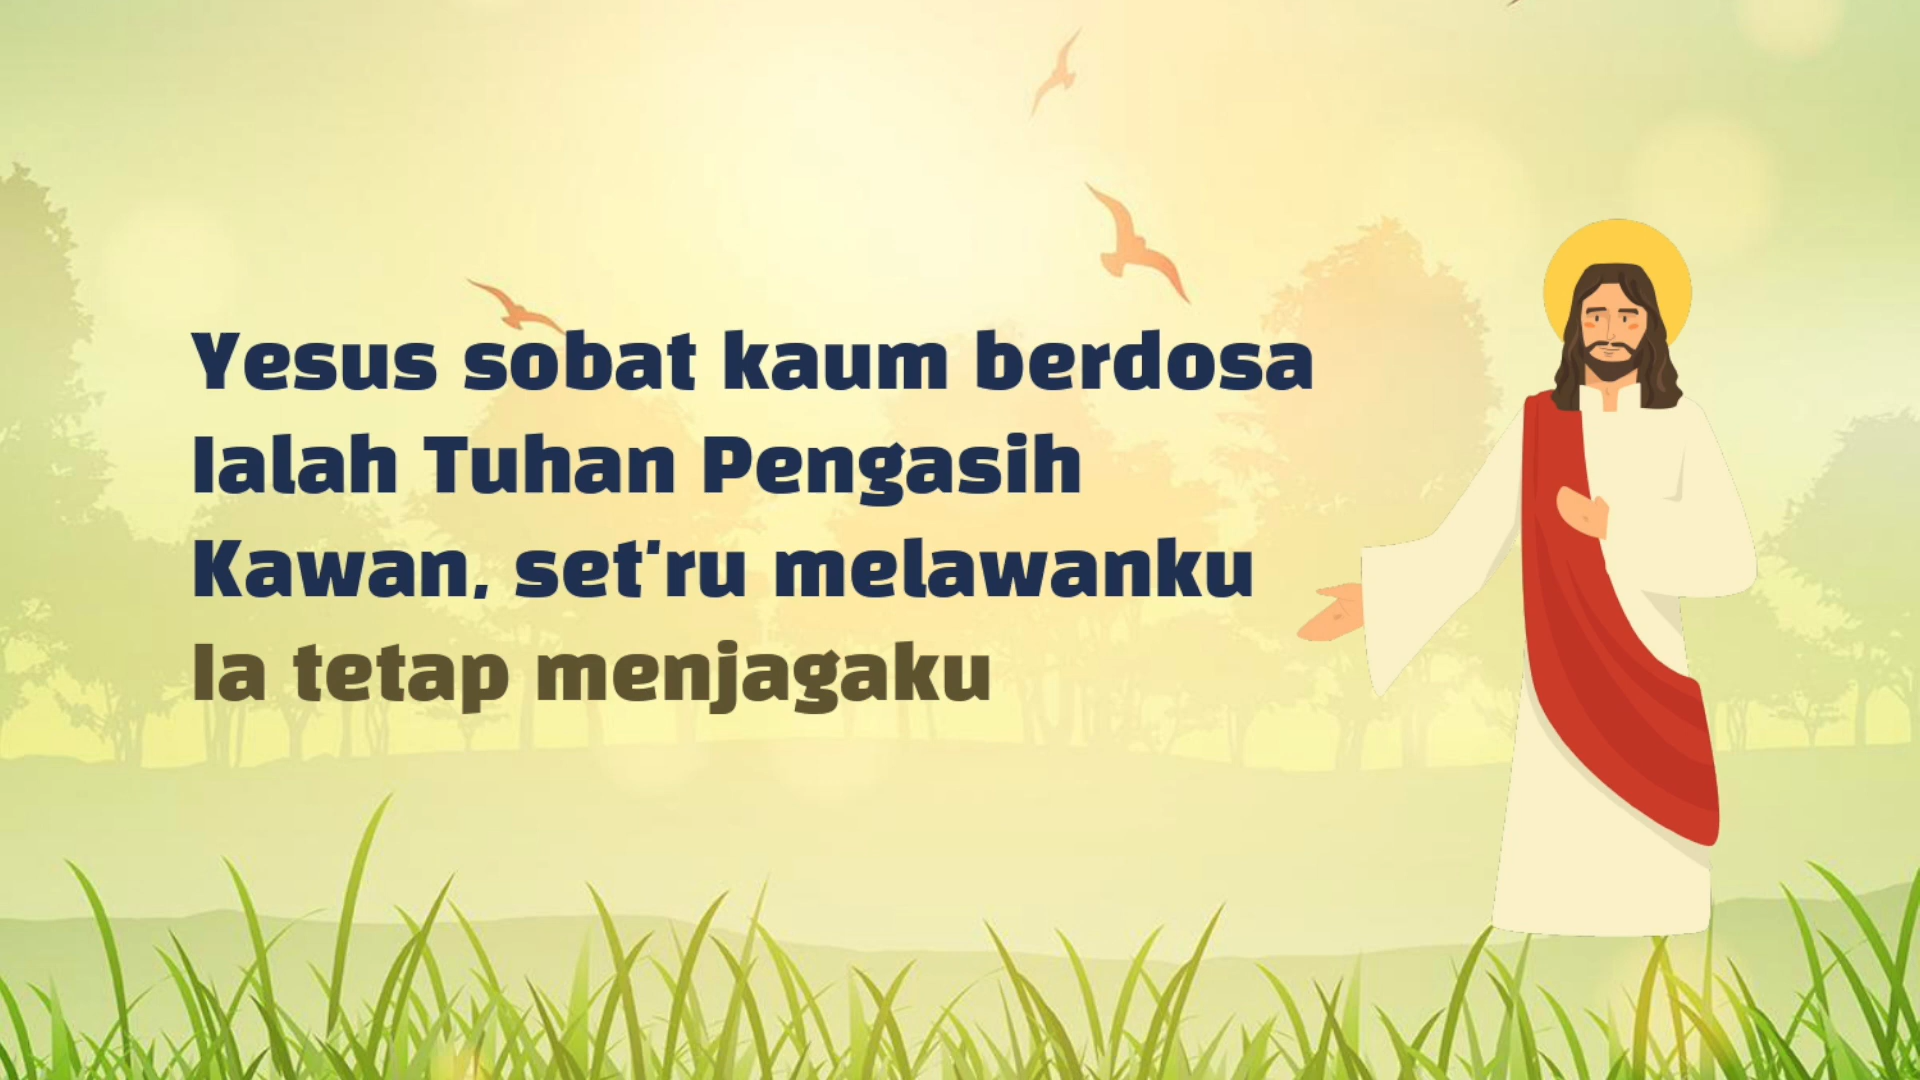 Yesus sobat kaum berdosa
Ialah Tuhan Pengasih
Kawan, set'ru melawanku
Ia tetap menjagaku